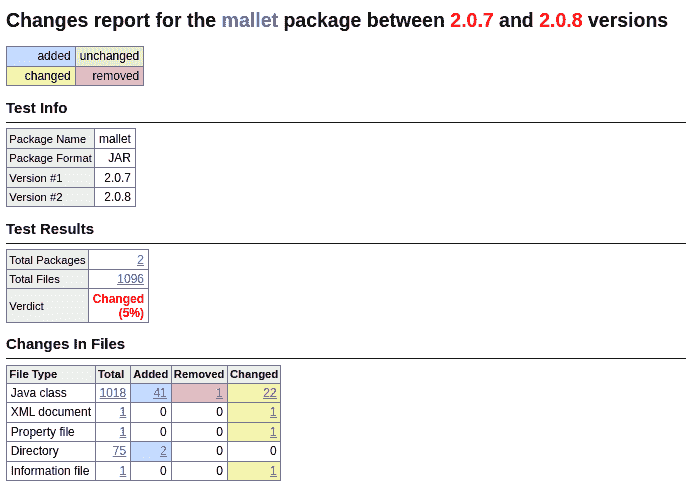 Changes report for the mallet package between 2.0.7 and 2.0.8 versions
added unchanged
changed removed
Test Info
Package Name mallet
Package Format JAR
Version #1 2.0.7
Version #2 2.0.8
Test Results
Total Packages 2
Total Files 1096
Verdict Changed (5%)
Changes In Files
File Type Total Added Removed Changed
Java class 1018 41 1 22
XML document 1 0 0 1
Property file 1 0 0 1
Directory 75 2 0 0
Information file 1 0 0 1